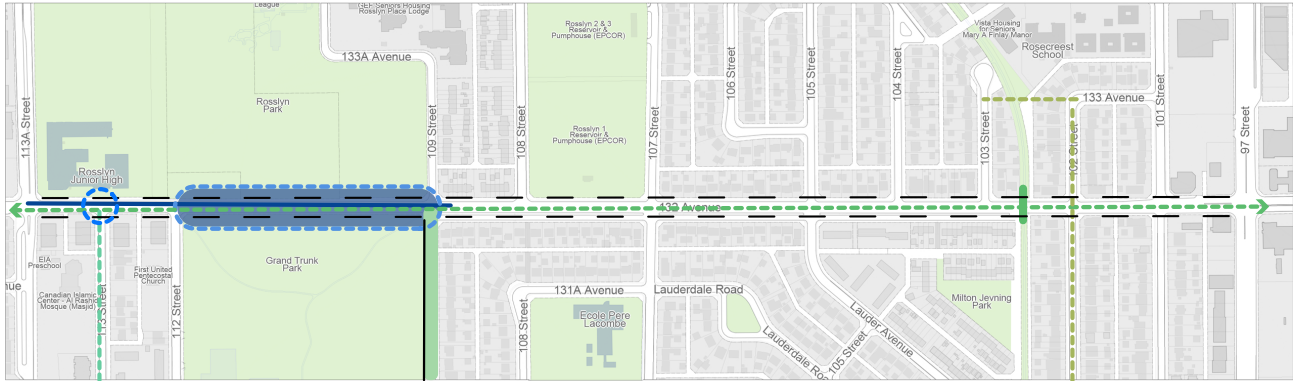 League
GEF Seniors Housing
Rosslyn Place Lodge
133A Avenue
Rosslyn
Park
Rosslyn 2 & 3
Reservoir &
Pumphouse (EPCOR)
Rosslyn 1
Reservoir &
Pumphouse (EPCOR)
Vista Housing
for Seniors
Mary A Finlay Manor
Rosecreest
School
133 Avenue
113A Street
109 Street
108 Street
107 Street
106 Street
105 Street
104 Street
103 Street
102 Street
101 Street
97 Street
Rosslyn
Junior High
132 Avenue
nue
EIA
Preschool
Canadian Islamic
Center - Al Rashid
Mosque (Masjid)
113 Street
First United
Pentecostal
Church
112 Street
Grand Trunk
Park
131A Avenue
108 Street
Ecole Pere
Lacombe
Lauderdale Road
Lauderdale Roa
105 Street
Lauder Avenue
Milton Jevning
Park